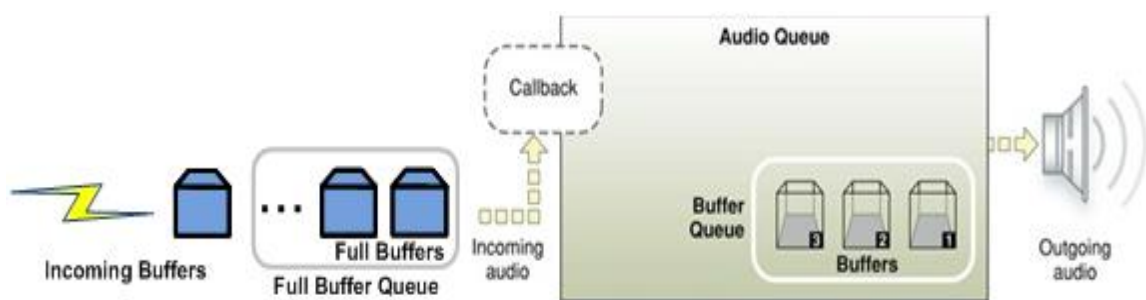 Audio Queue
Callback
Incoming Buffers
...
Full Buffers
Full Buffer Queue
Incoming
audio
Buffer
Queue
3 2 1
Buffers
Outgoing
audio